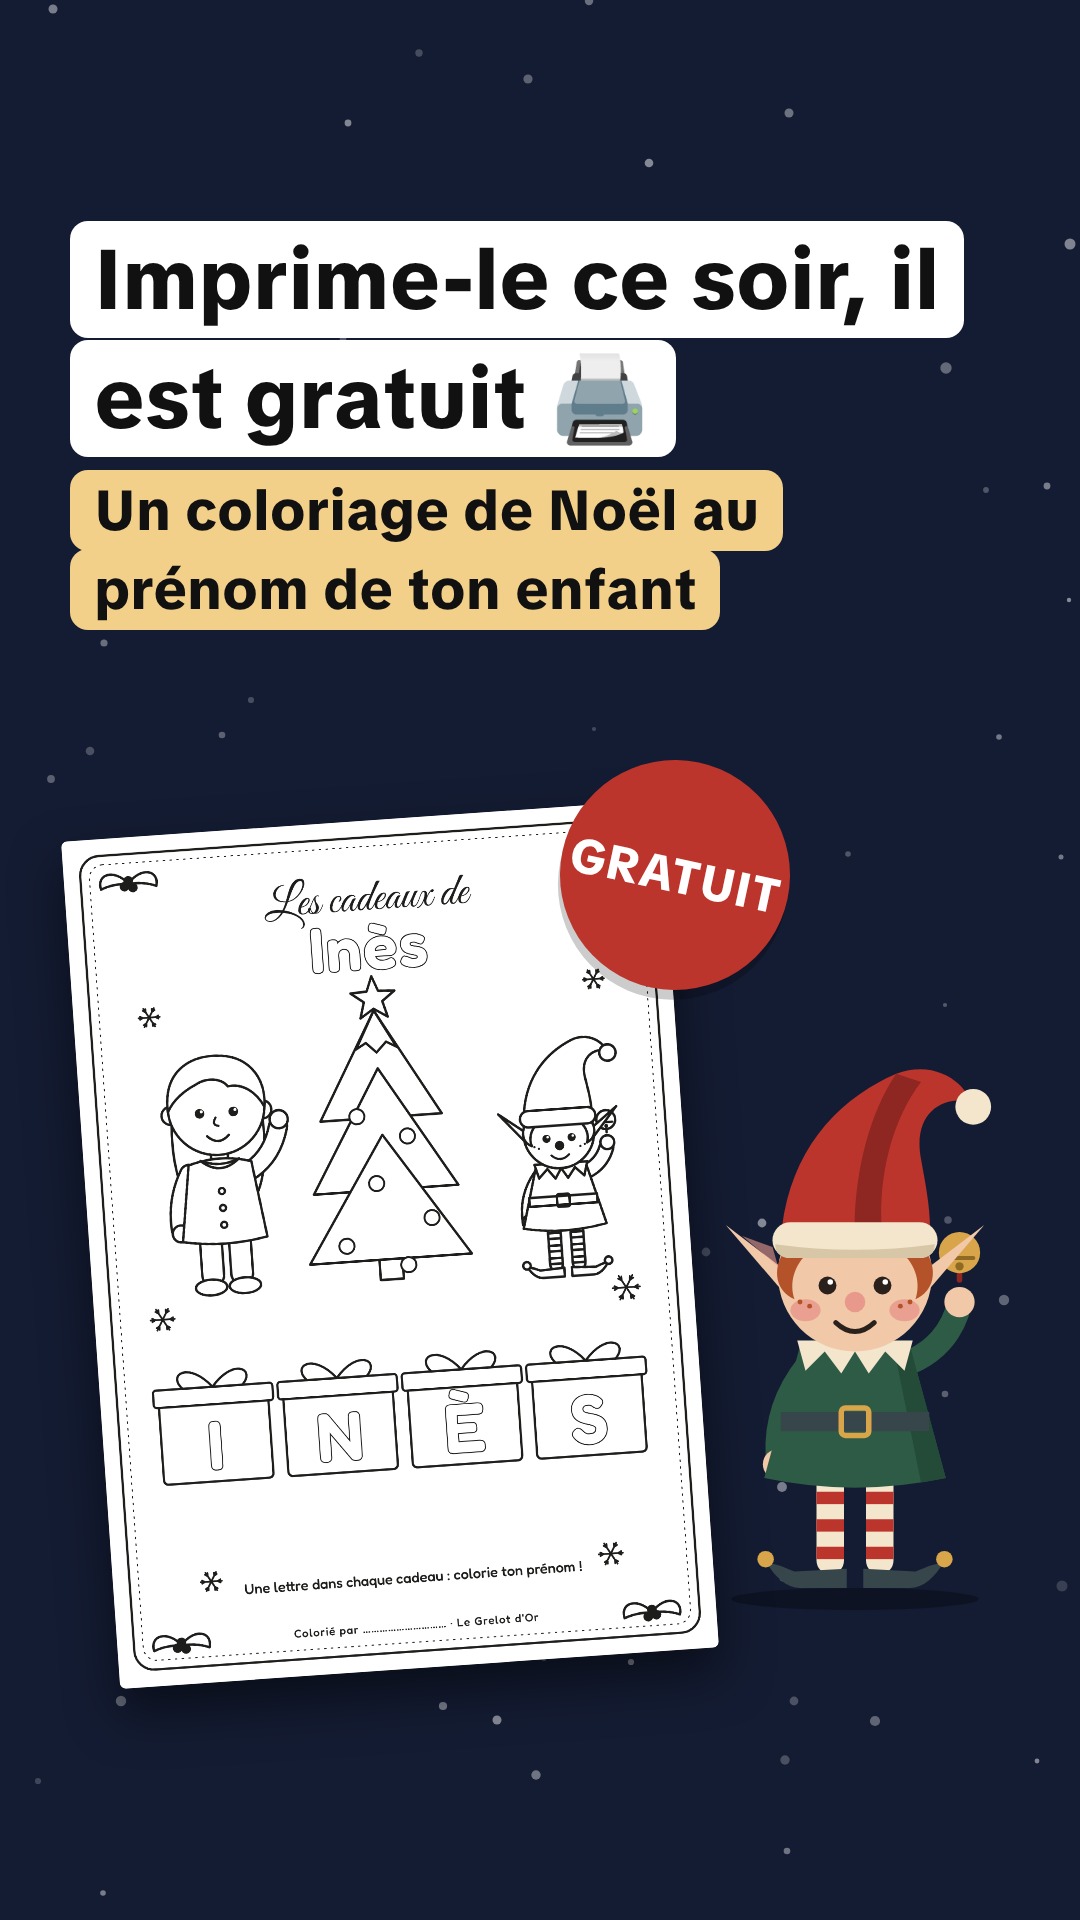 Imprime-le ce soir, il
est gratuit
Un coloriage de Noël au
prénom de ton enfant
GRATUIT
Les cadeaux de
Inès
I N È S
Une lettre dans chaque cadeau : colorie ton prénom !
Colorié par .............................. · Le Grelot d'Or